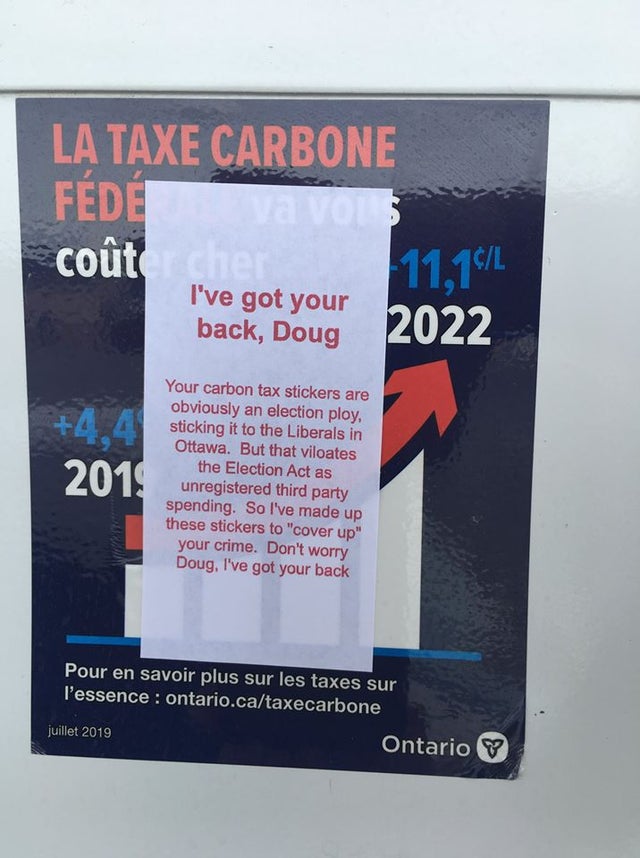 LA TAXE CARBONE
FÉDÉRALE va vous
coûter cher
11,1¢/L
2022
+4,4
2019
I've got your
back, Doug
Your carbon tax stickers are
obviously an election ploy,
sticking it to the Liberals in
Ottawa. But that viloates
the Election Act as
unregistered third party
spending. So I've made up
these stickers to "cover up"
your crime. Don't worry
Doug, I've got your back
Pour en savoir plus sur les taxes sur
l'essence : ontario.ca/taxecarbone
juillet 2019
Ontario